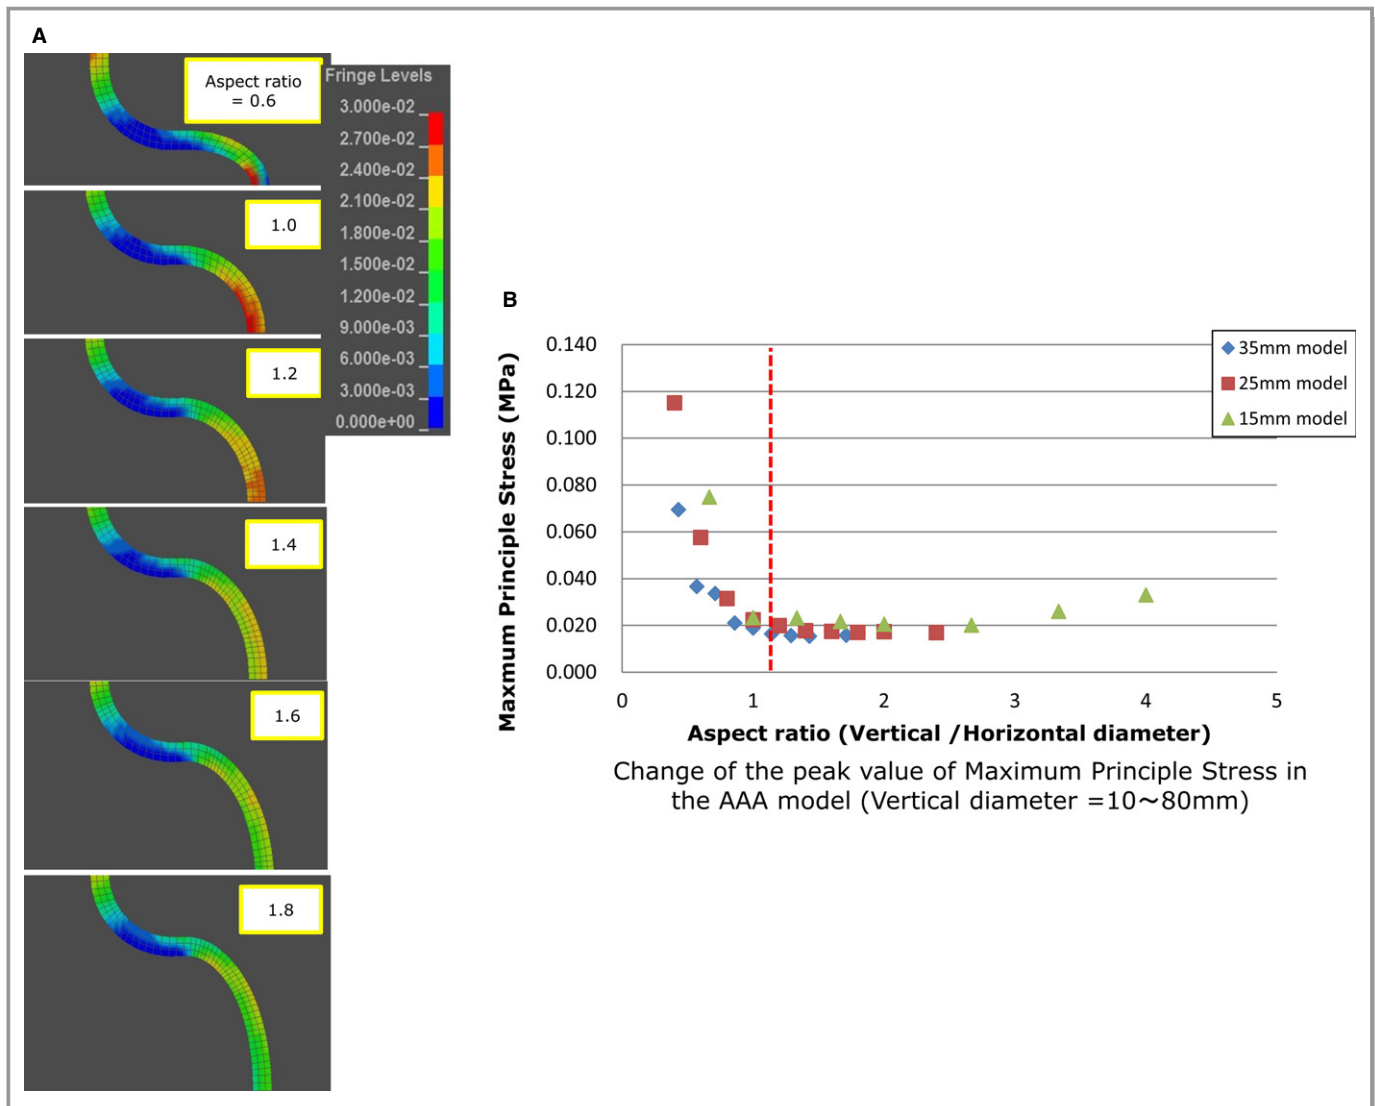 A
Aspect ratio
= 0.6
Fringe Levels
3.000e-02
2.700e-02
2.400e-02
2.100e-02
1.800e-02
1.500e-02
1.200e-02
9.000e-03
6.000e-03
3.000e-03
0.000e+00
1.0
1.2
1.4
1.6
1.8
B
Maxmum Principle Stress (MPa)
0.140
0.120
0.100
0.080
0.060
0.040
0.020
0.000
0 1 2 3 4 5
35mm model
25mm model
15mm model
Aspect ratio (Vertical /Horizontal diameter)
Change of the peak value of Maximum Principle Stress in
the AAA model (Vertical diameter =10～80mm)